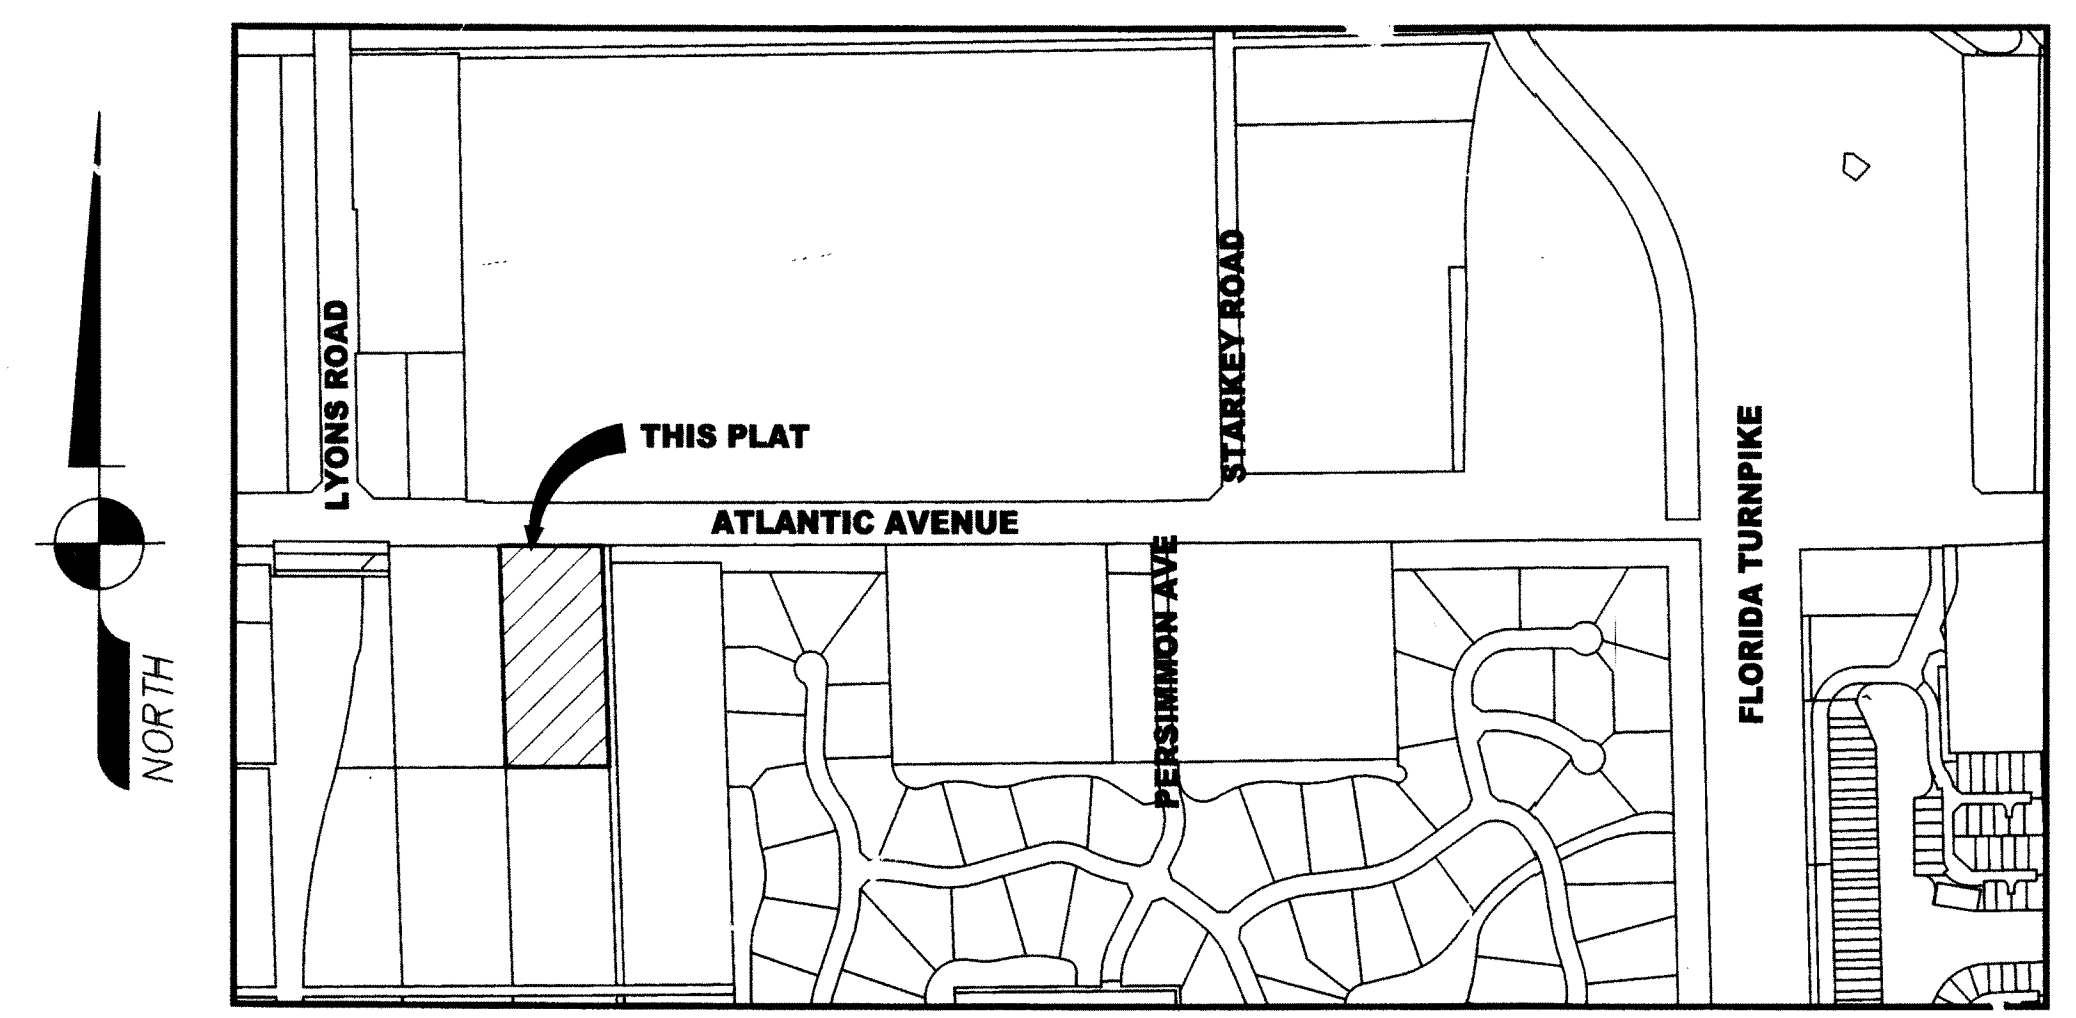 LYONS ROAD
STARKEY ROAD
THIS PLAT
FLORIDA TURNPIKE
ATLANTIC AVENUE
PERSIMMON AVE
NORTH